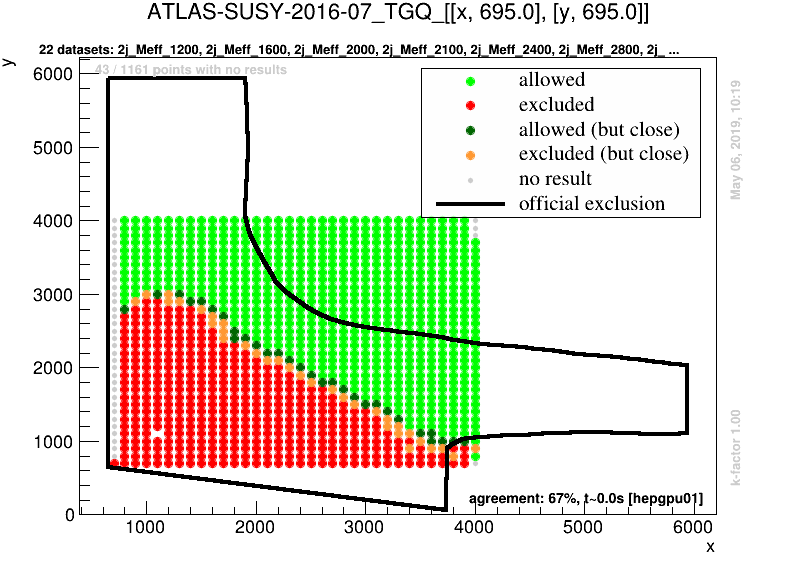 ATLAS-SUSY-2016-07_TGQ_[[x, 695.0], [y, 695.0]]
22 datasets: 2j_Meff_1200, 2j_Meff_1600, 2j_Meff_2000, 2j_Meff_2100, 2j_Meff_2400, 2j_Meff_2800, 2j_ ...
43 / 1161 points with no results
y
6000
5000
4000
3000
2000
1000
0
allowed
excluded
allowed (but close)
excluded (but close)
no result
official exclusion
May 06, 2019, 10:19
k-factor 1.00
agreement: 67%, t~0.0s [hepgpu01]
1000 2000 3000 4000 5000 6000
x